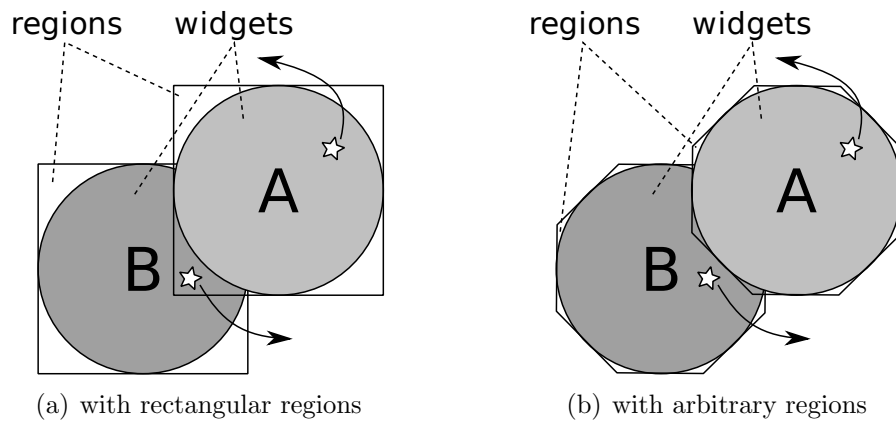 regions widgets
A
B
(a) with rectangular regions
regions widgets
A
B
(b) with arbitrary regions